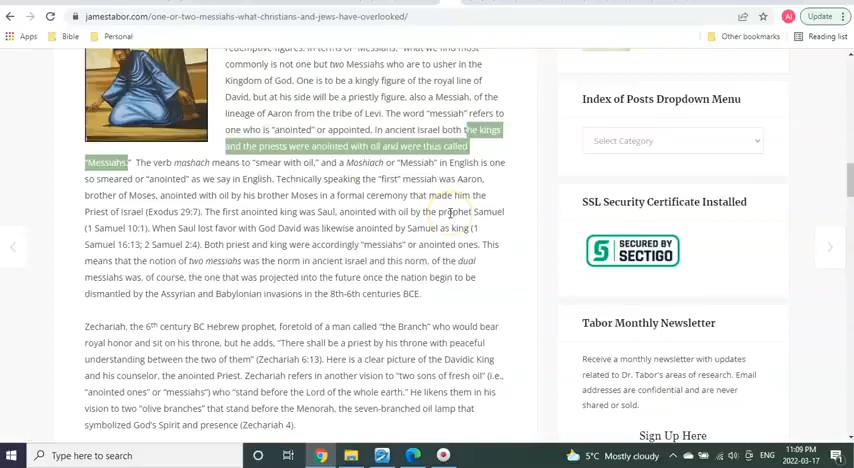 jamestabor.com/one-or-two-messiahs-what-christians-and-jews-have-overlooked/
AI
Update
Apps
Bible
Personal
Other bookmarks
Reading list
redemptive figures. In terms of "Messiahs," what we find most
commonly is not one but two Messiahs who are to usher in the
Kingdom of God. One is to be a kingly figure of the royal line of
David, but at his side will be a priestly figure, also a Messiah, of the
lineage of Aaron from the tribe of Levi. The word "messiah" refers to
one who is "anointed" or appointed. In ancient Israel both the kings
and the priests were anointed with oil and were thus called
"Messiahs." The verb mashach means to "smear with oil," and a Moshiach or "Messiah" in English is one
so smeared or "anointed" as we say in English. Technically speaking the "first" messiah was Aaron,
brother of Moses, anointed with oil by his brother Moses in a formal ceremony that made him the
Priest of Israel (Exodus 29:7). The first anointed king was Saul, anointed with oil by the prophet Samuel
(1 Samuel 10:1). When Saul lost favor with God David was likewise anointed by Samuel as king (1
Samuel 16:13; 2 Samuel 2:4). Both priest and king were accordingly "messiahs" or anointed ones. This
means that the notion of two messiahs was the norm in ancient Israel and this norm, of the dual
messiahs was, of course, the one that was projected into the future once the nation begin to be
dismantled by the Assyrian and Babylonian invasions in the 8th-6th centuries BCE.
Zechariah, the 6th century BC Hebrew prophet, foretold of a man called "the Branch" who would bear
royal honor and sit on his throne, but he adds, "There shall be a priest by his throne with peaceful
understanding between the two of them" (Zechariah 6:13). Here is a clear picture of the Davidic King
and his counselor, the anointed Priest. Zechariah refers in another vision to "two sons of fresh oil" (i.e.,
"anointed ones" or "messiahs") who "stand before the Lord of the whole earth." He likens them in his
vision to two "olive branches" that stand before the Menorah, the seven-branched oil lamp that
symbolized God's Spirit and presence (Zechariah 4).
Index of Posts Dropdown Menu
Select Category
SSL Security Certificate Installed
SECURED BY
SECTIGO
Tabor Monthly Newsletter
Receive a monthly newsletter with updates
related to Dr. Tabor's areas of research. Email
addresses are confidential and are never
shared or sold.
Sign Up Here
Type here to search
5°C Mostly cloudy
ENG
11:09 PM
2022-03-17